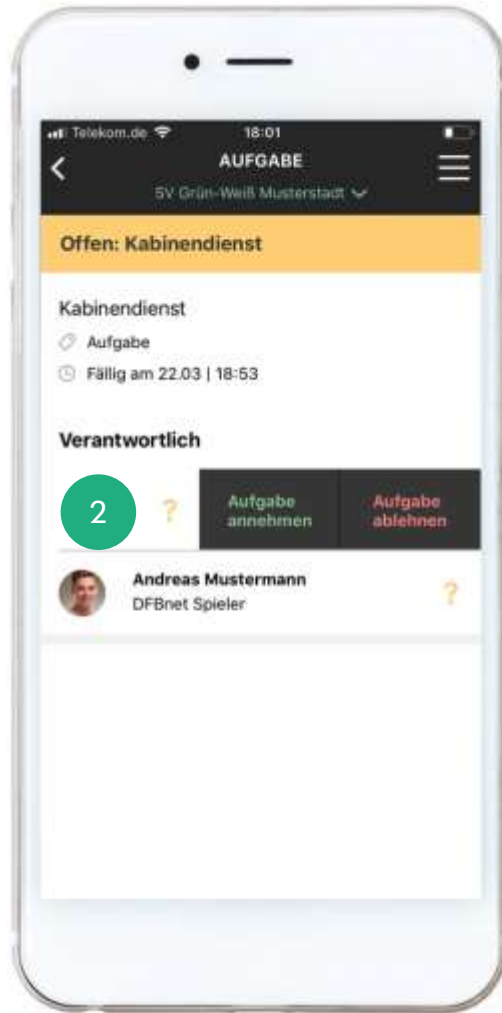 Telekom.de 18:01
AUFGABE
SV Grün-Weiß Musterstadt
Offen: Kabinendienst
Kabinendienst
Aufgabe
Fällig am 22.03 | 18:53
Verantwortlich
2 ? Aufgabe annehmen Aufgabe ablehnen
Andreas Mustermann
DFBnet Spieler ?